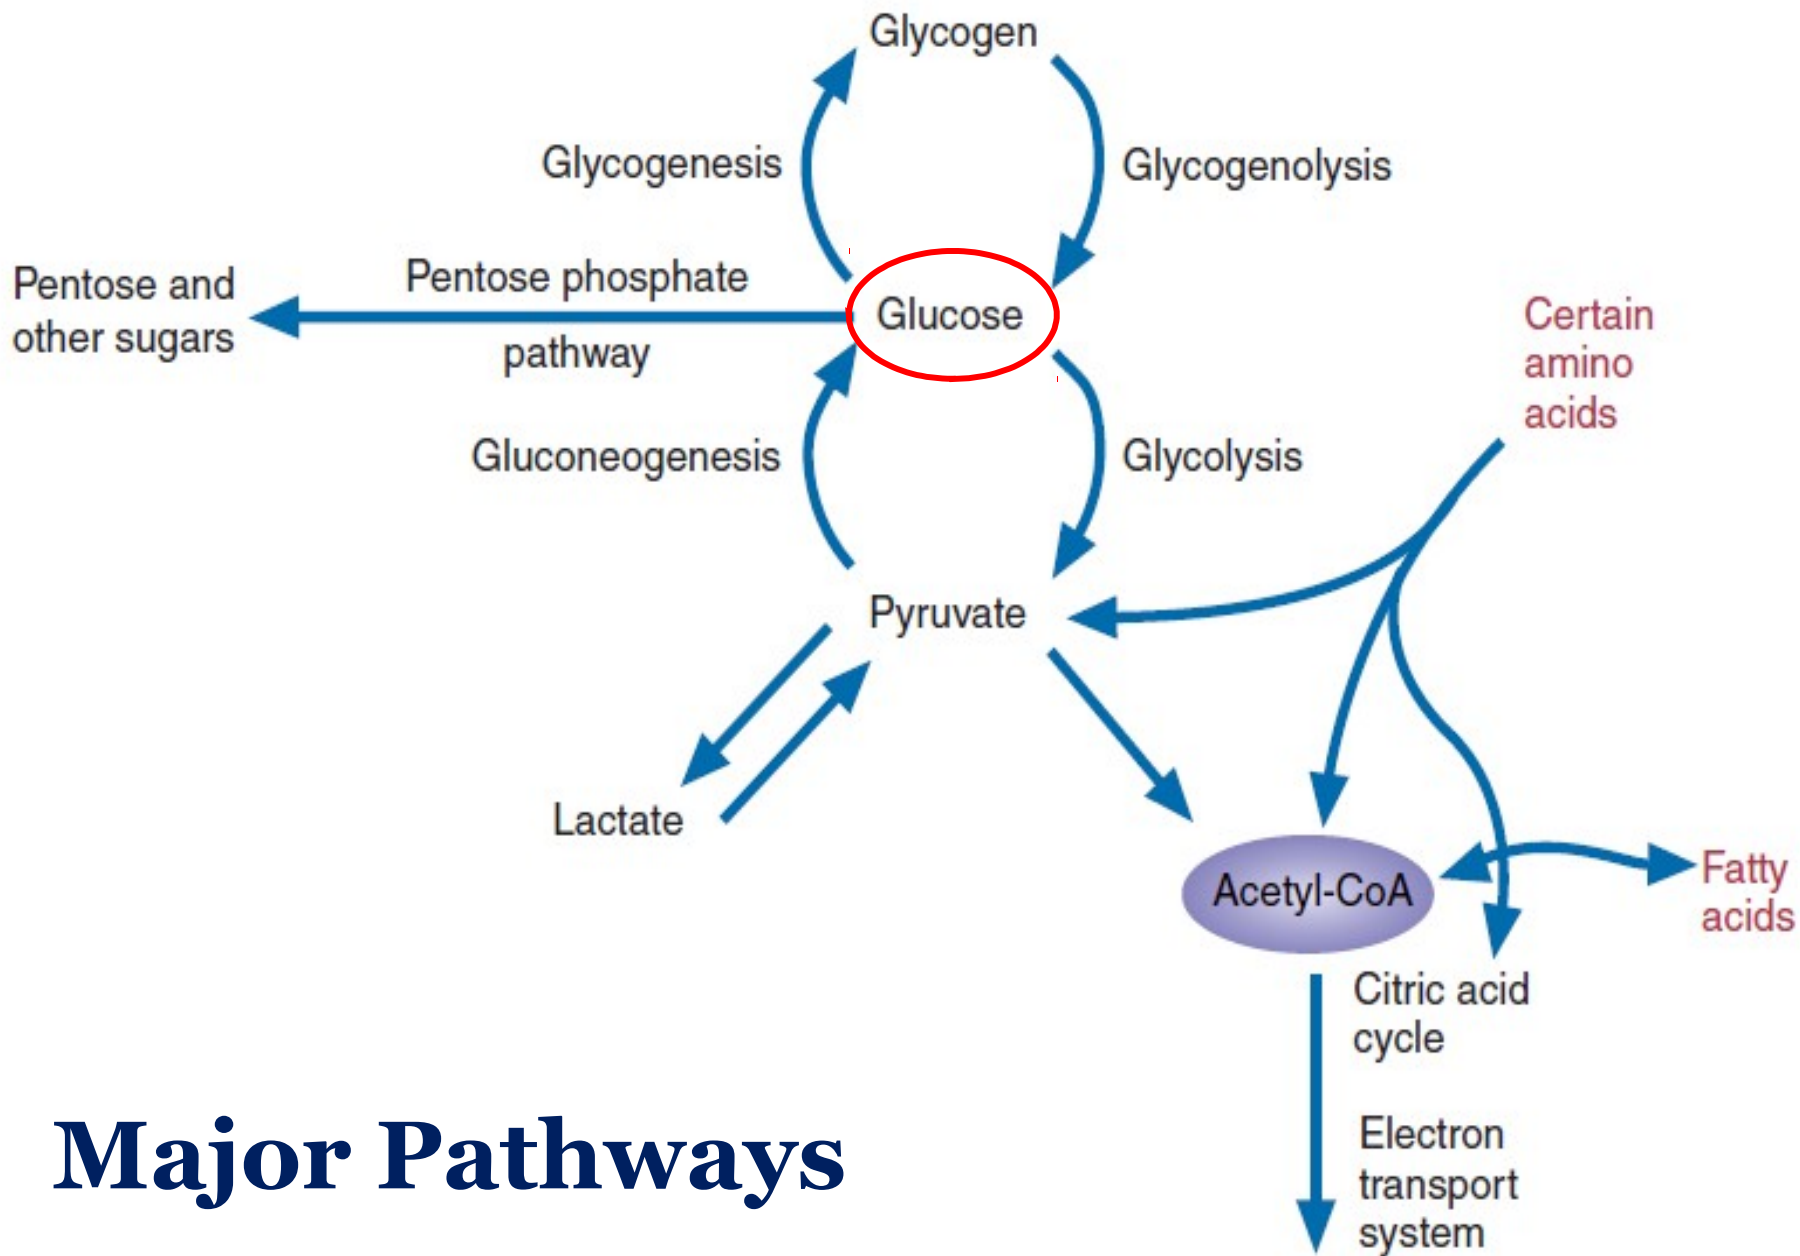 Glycogen
Glycogenesis
Glycogenolysis
Pentose and
other sugars
Pentose phosphate
pathway
Glucose
Certain
amino
acids
Gluconeogenesis
Glycolysis
Pyruvate
Lactate
Acetyl-CoA
Fatty
acids
Citric acid
cycle
Electron
transport
system
Major Pathways